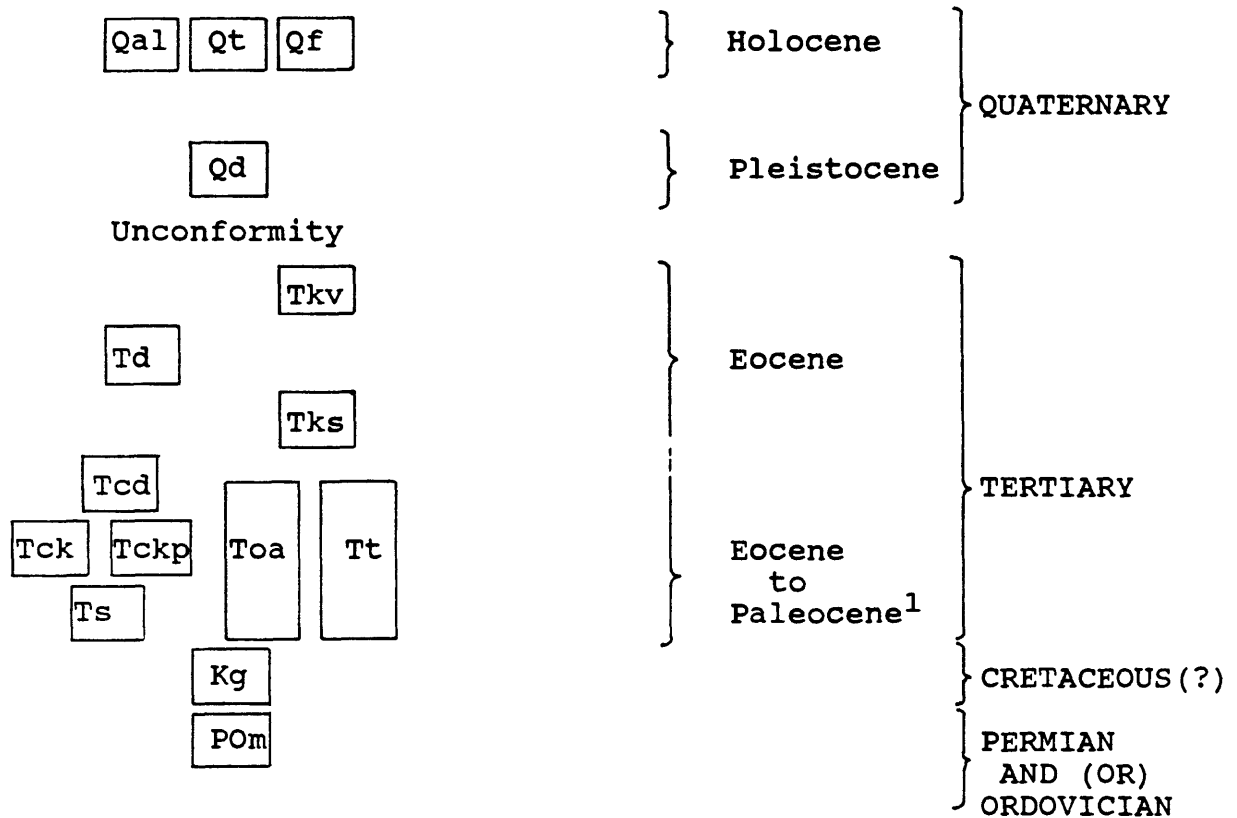 Qal Qt Qf Holocene
QUATERNARY
Qd Pleistocene
Unconformity
Tkv
Td Eocene
Tks
Tcd TERTIARY
Tck Tckp Toa Tt Eocene
to
Ts Paleocene1
Kg CRETACEOUS(?)
POm PERMIAN
AND (OR)
ORDOVICIAN